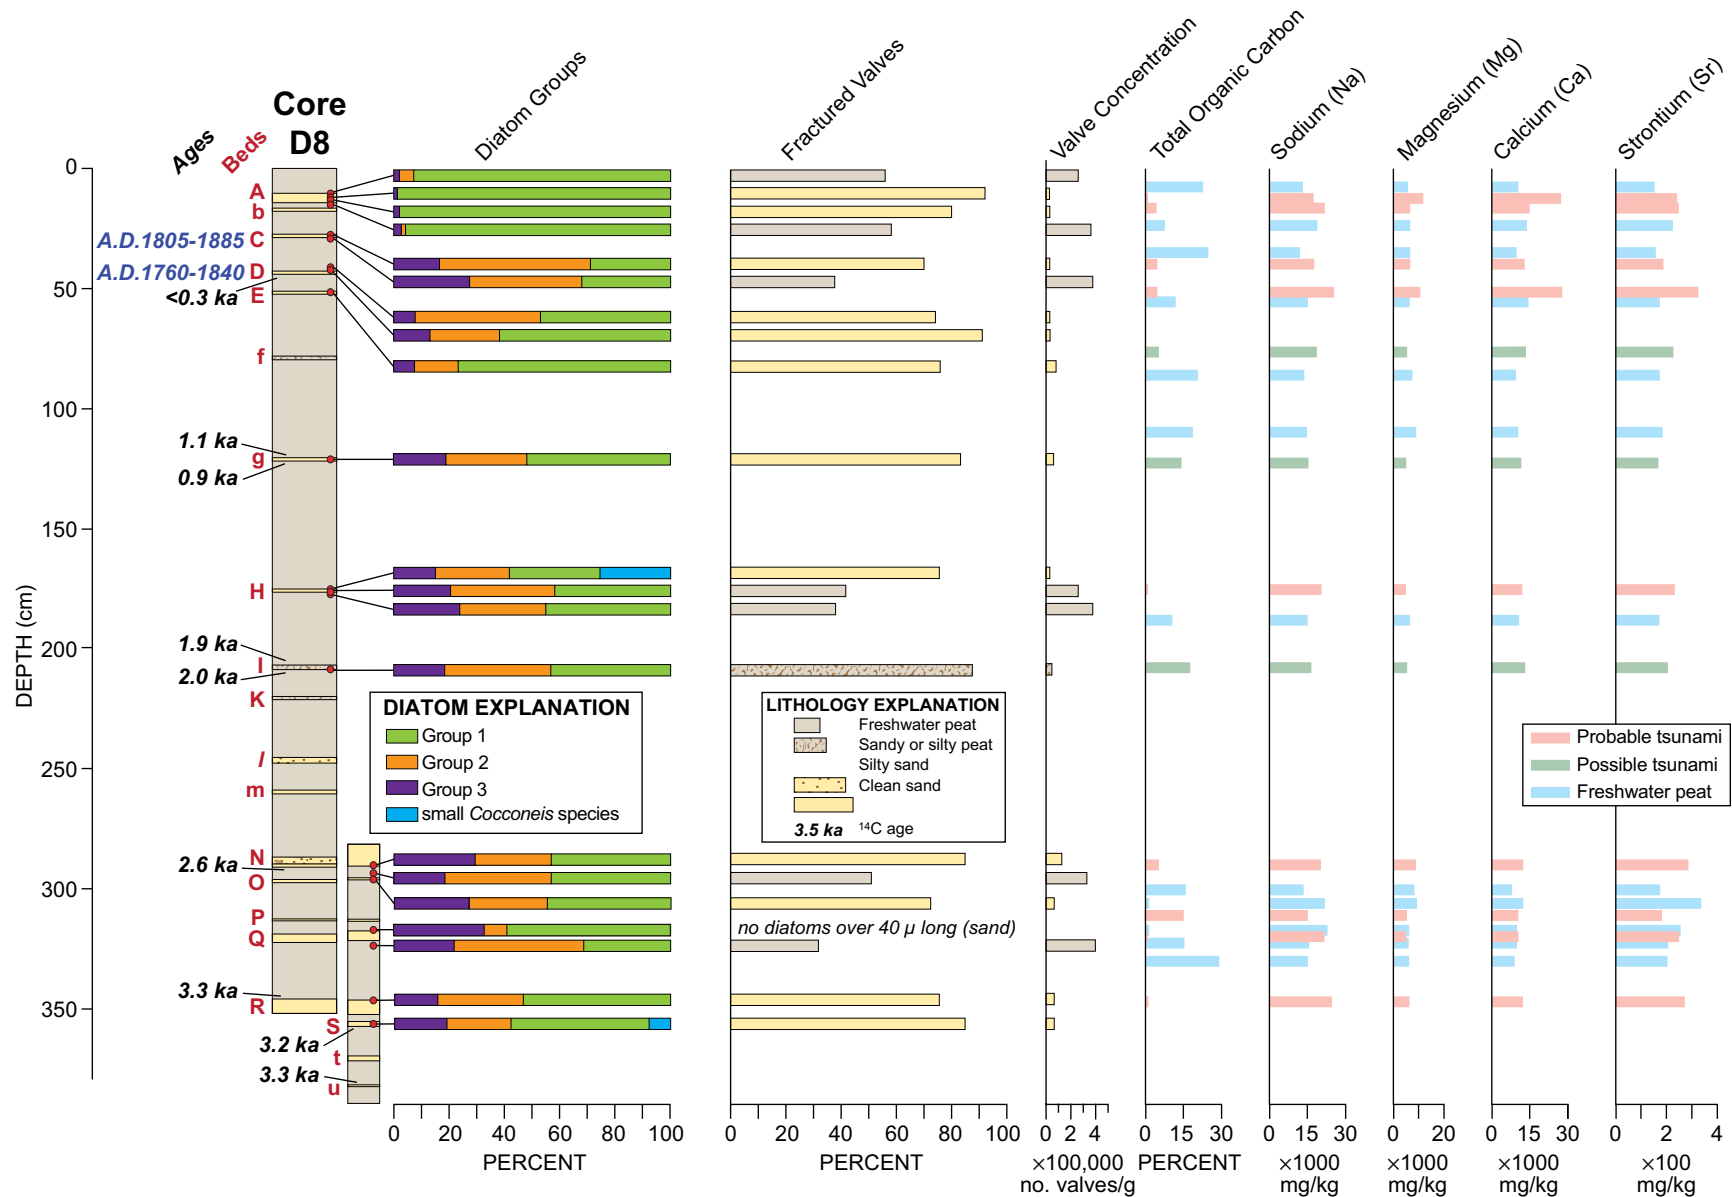 Core
D8
Ages
Beds
Diatom Groups
Fractured Valves
Valve Concentration
Total Organic Carbon
Sodium (Na)
Magnesium (Mg)
Calcium (Ca)
Strontium (Sr)
DEPTH (cm)
0
50
100
150
200
250
300
350
A
b
C
D
E
f
g
H
I
K
l
m
N
O
P
Q
R
S
t
u
A.D.1805-1885
A.D.1760-1840
<0.3 ka
1.1 ka
0.9 ka
1.9 ka
2.0 ka
2.6 ka
3.3 ka
3.2 ka
3.3 ka
DIATOM EXPLANATION
Group 1
Group 2
Group 3
small Cocconeis species
LITHOLOGY EXPLANATION
Freshwater peat
Sandy or silty peat
Silty sand
Clean sand
3.5 ka 14C age
Probable tsunami
Possible tsunami
Freshwater peat
no diatoms over 40 µ long (sand)
0 20 40 60 80 100
PERCENT
0 20 40 60 80 100
PERCENT
0 2 4
×100,000
no. valves/g
0 15 30
PERCENT
0 15 30
×1000
mg/kg
0 20
×1000
mg/kg
0 15 30
×1000
mg/kg
0 2 4
×100
mg/kg